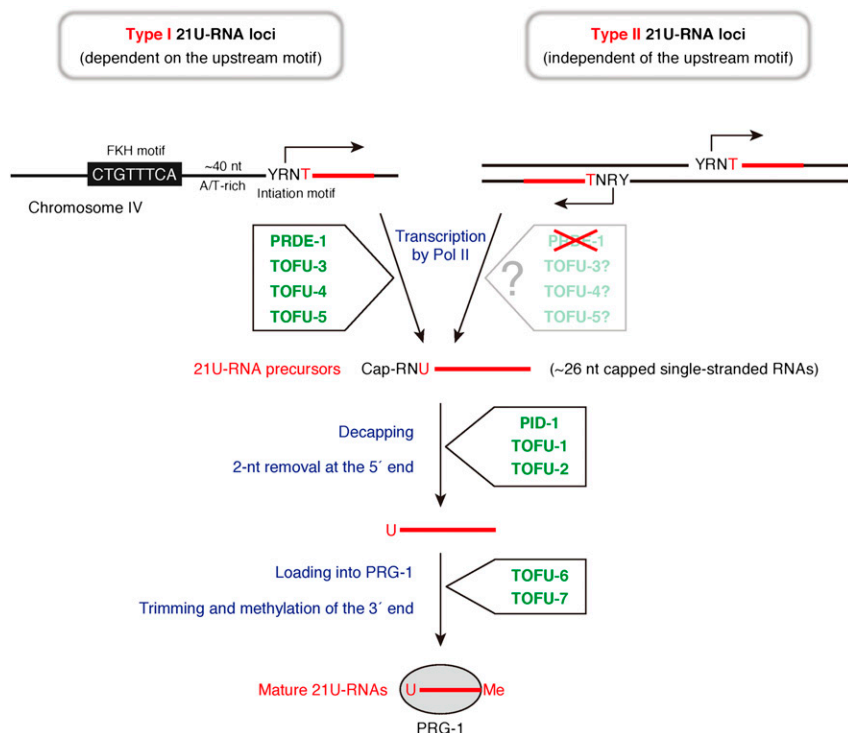 Type I 21U-RNA loci
(dependent on the upstream motif)
Type II 21U-RNA loci
(independent of the upstream motif)
FKH motif
CTGTTTCA
~40 nt
A/T-rich
YRNT
Intiation motif
Chromosome IV
YRNT
TNRY
PRDE-1
TOFU-3
TOFU-4
TOFU-5
Transcription
by Pol II
?
PRDE-1
TOFU-3?
TOFU-4?
TOFU-5?
21U-RNA precursors
Cap-RNU
(~26 nt capped single-stranded RNAs)
Decapping
2-nt removal at the 5´ end
PID-1
TOFU-1
TOFU-2
U
Loading into PRG-1
Trimming and methylation of the 3´ end
TOFU-6
TOFU-7
Mature 21U-RNAs
U
Me
PRG-1